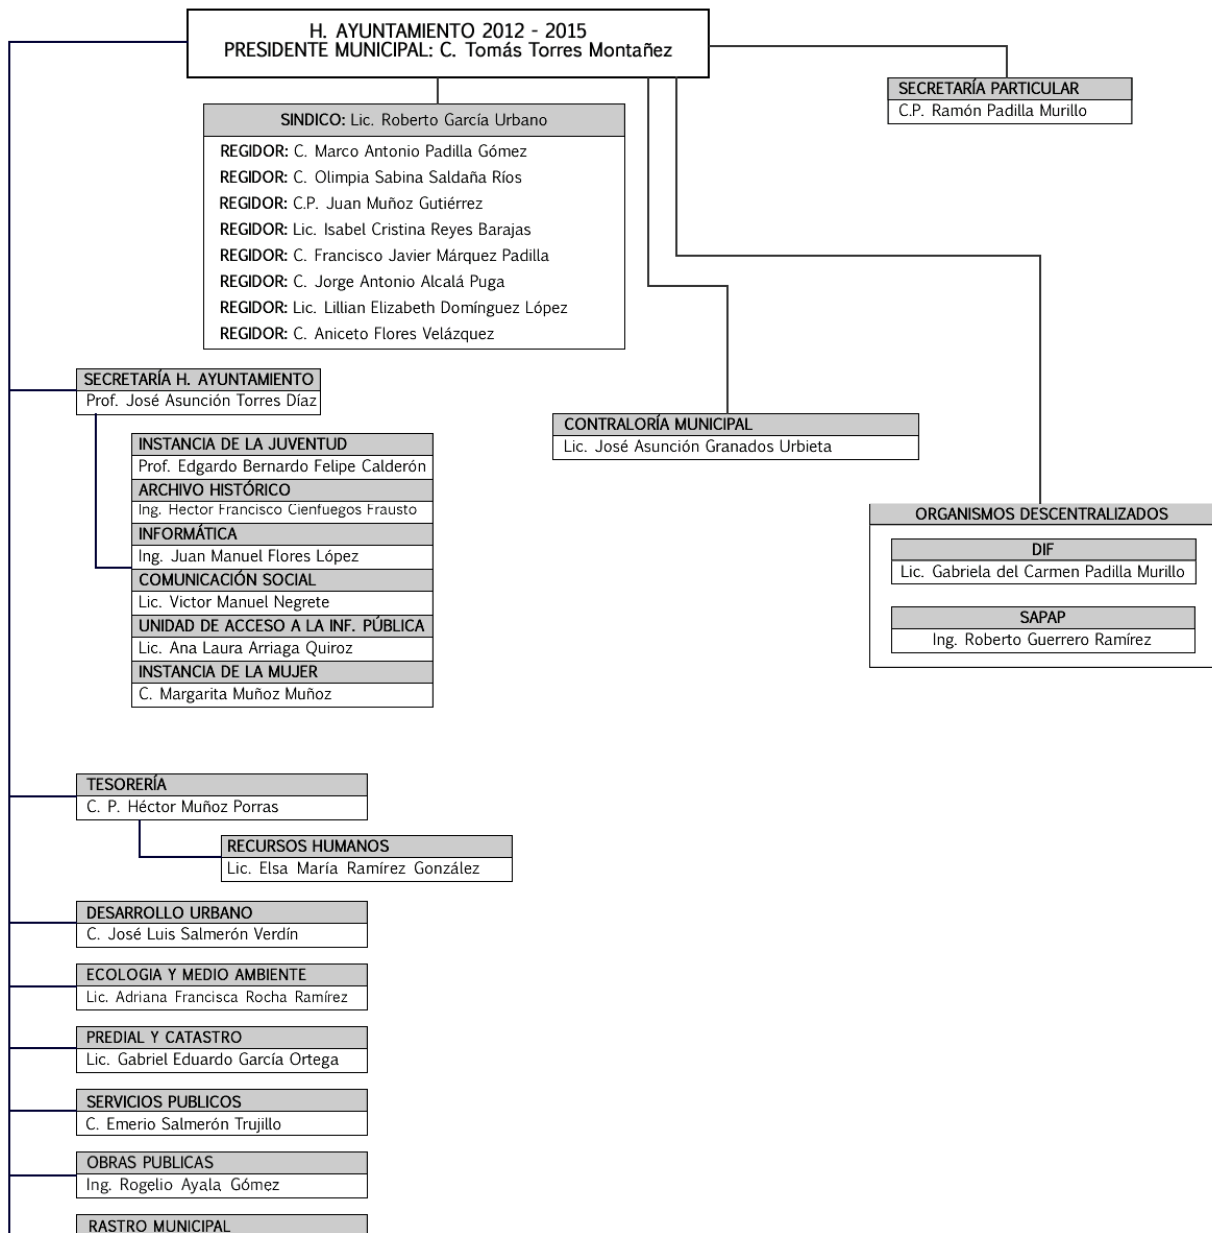 H. AYUNTAMIENTO 2012 - 2015
PRESIDENTE MUNICIPAL: C. Tomás Torres Montañez
SECRETARÍA PARTICULAR
C.P. Ramón Padilla Murillo
SINDICO: Lic. Roberto García Urbano
REGIDOR: C. Marco Antonio Padilla Gómez
REGIDOR: C. Olimpia Sabina Saldaña Ríos
REGIDOR: C.P. Juan Muñoz Gutiérrez
REGIDOR: Lic. Isabel Cristina Reyes Barajas
REGIDOR: C. Francisco Javier Márquez Padilla
REGIDOR: C. Jorge Antonio Alcalá Puga
REGIDOR: Lic. Lillian Elizabeth Domínguez López
REGIDOR: C. Aniceto Flores Velázquez
SECRETARÍA H. AYUNTAMIENTO
Prof. José Asunción Torres Díaz
INSTANCIA DE LA JUVENTUD
Prof. Edgardo Bernardo Felipe Calderón
ARCHIVO HISTÓRICO
Ing. Hector Francisco Cienfuegos Frausto
INFORMÁTICA
Ing. Juan Manuel Flores López
COMUNICACIÓN SOCIAL
Lic. Victor Manuel Negrete
UNIDAD DE ACCESO A LA INF. PÚBLICA
Lic. Ana Laura Arriaga Quiroz
INSTANCIA DE LA MUJER
C. Margarita Muñoz Muñoz
CONTRALORÍA MUNICIPAL
Lic. José Asunción Granados Urbieta
ORGANISMOS DESCENTRALIZADOS
DIF
Lic. Gabriela del Carmen Padilla Murillo
SAPAP
Ing. Roberto Guerrero Ramírez
TESORERÍA
C. P. Héctor Muñoz Porras
RECURSOS HUMANOS
Lic. Elsa María Ramírez González
DESARROLLO URBANO
C. José Luis Salmerón Verdín
ECOLOGIA Y MEDIO AMBIENTE
Lic. Adriana Francisca Rocha Ramírez
PREDIAL Y CATASTRO
Lic. Gabriel Eduardo García Ortega
SERVICIOS PUBLICOS
C. Emerio Salmerón Trujillo
OBRAS PUBLICAS
Ing. Rogelio Ayala Gómez
RASTRO MUNICIPAL